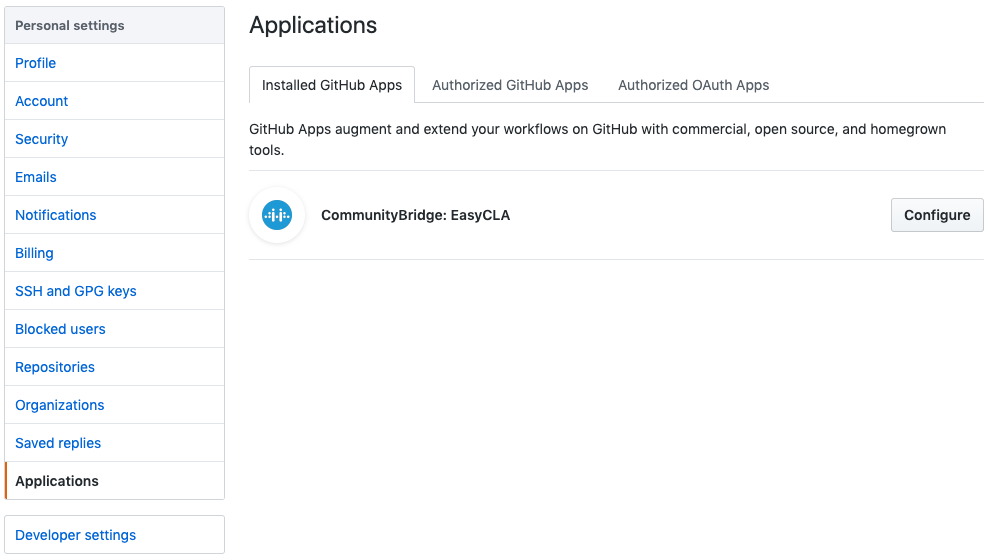 Personal settings
Profile
Account
Security
Emails
Notifications
Billing
SSH and GPG keys
Blocked users
Repositories
Organizations
Saved replies
Applications
Developer settings
Applications
Installed GitHub Apps
Authorized GitHub Apps
Authorized OAuth Apps
GitHub Apps augment and extend your workflows on GitHub with commercial, open source, and homegrown
tools.
CommunityBridge: EasyCLA
Configure